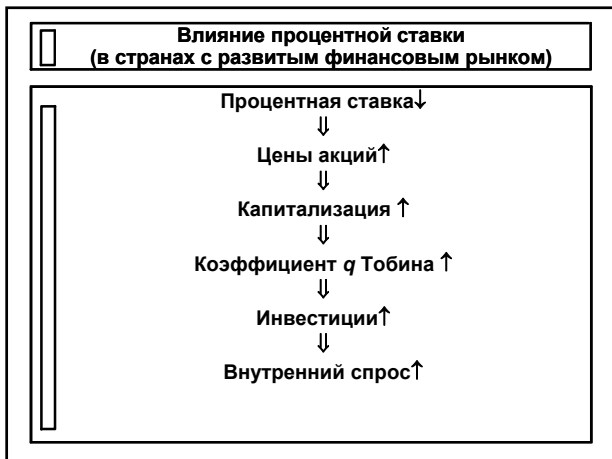 Влияние процентной ставки
(в странах с развитым финансовым рынком)
Процентная ставка↓
⇓
Цены акций↑
⇓
Капитализация ↑
⇓
Коэффициент q Тобина ↑
⇓
Инвестиции↑
⇓
Внутренний спрос↑